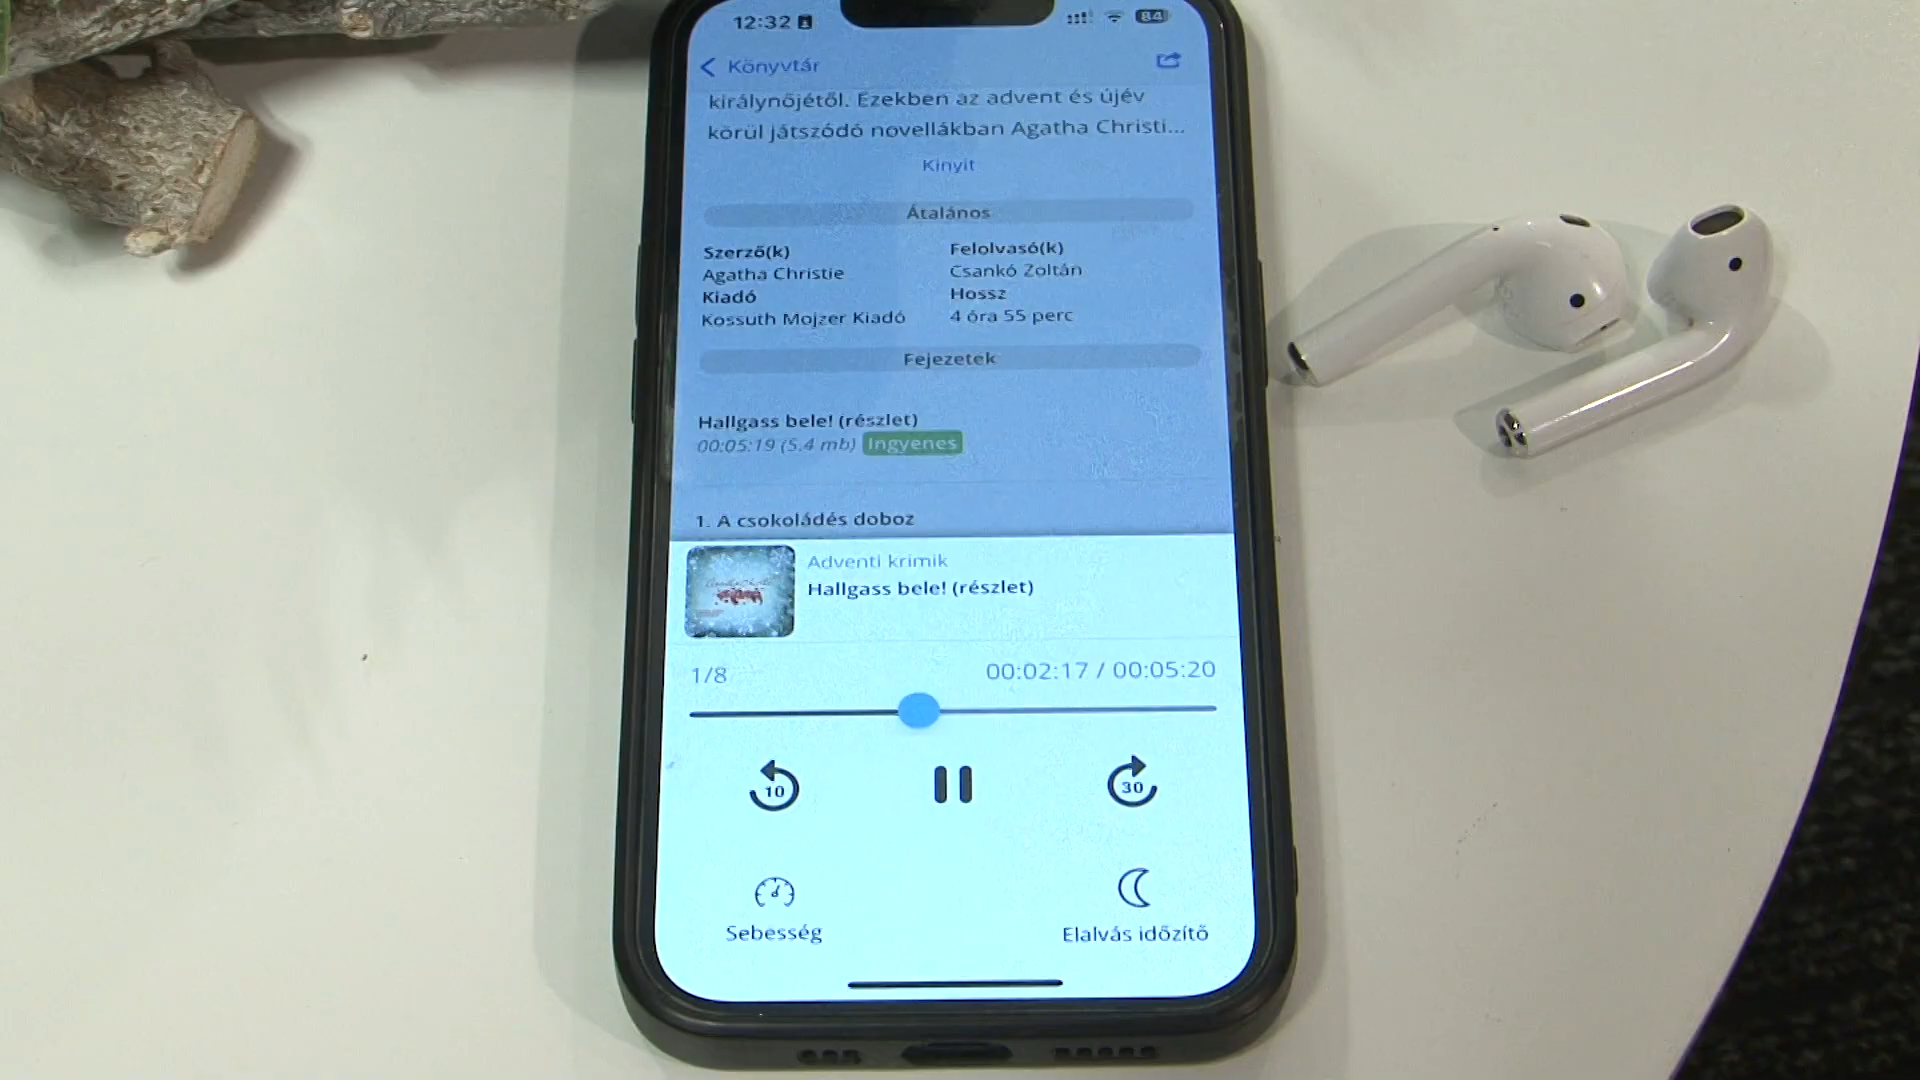 12:32
84
Könyvtár
királynőjétől. Ezekben az advent és újév
körül játszódó novellákban Agatha Christi...
Kinyit
Átalános
Szerző(k)
Agatha Christie
Kiadó
Kossuth Mojzer Kiadó
Felolvasó(k)
Csankó Zoltán
Hossz
4 óra 55 perc
Fejezetek
Hallgass bele! (részlet)
00:05:19 (5.4 mb) Ingyenes
1. A csokoládés doboz
Adventi krimik
Hallgass bele! (részlet)
1/8
00:02:17 / 00:05:20
10
30
Sebesség
Elalvás időzítő